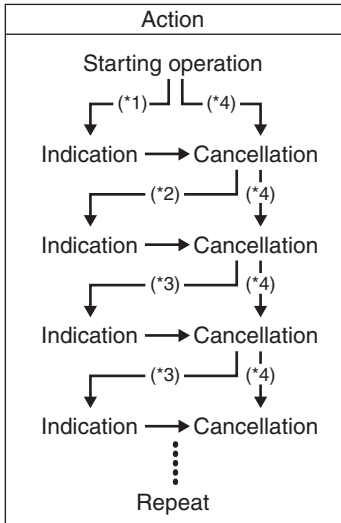 Action
Starting operation
(*1) (*4)
Indication Cancellation
(*2) (*4)
Indication Cancellation
(*3) (*4)
Indication Cancellation
(*3) (*4)
Indication Cancellation
Repeat